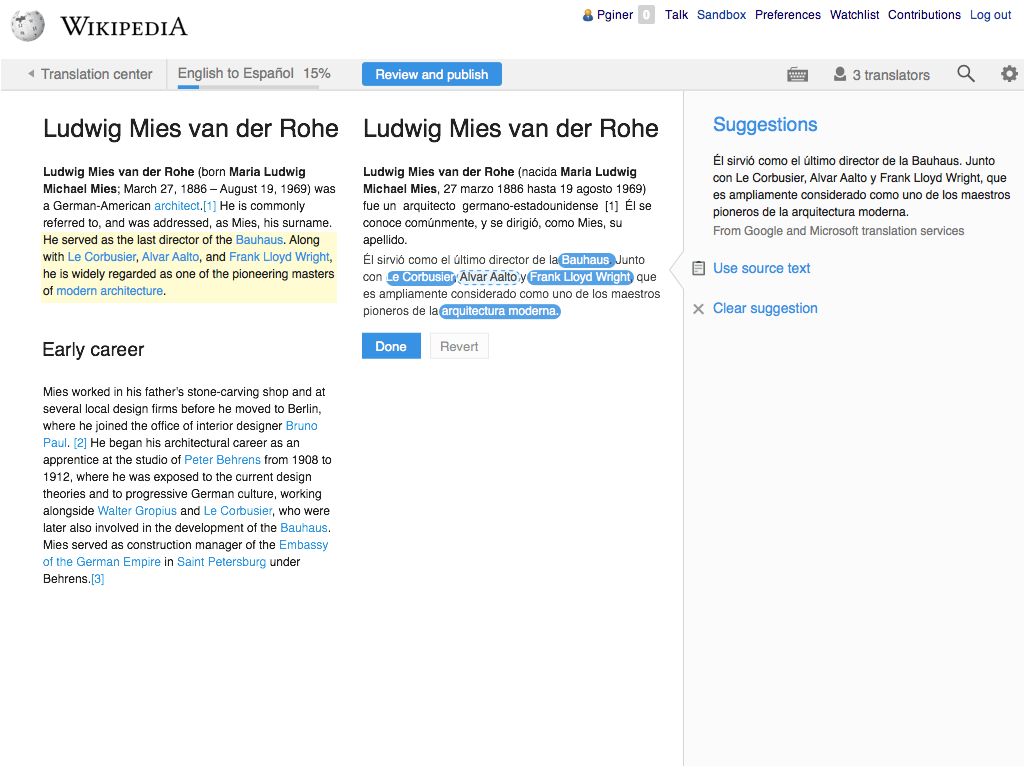 WIKIPEDIA
Pginer 0 Talk Sandbox Preferences Watchlist Contributions Log out
Translation center
English to Español 15%
Review and publish
3 translators
Ludwig Mies van der Rohe
Ludwig Mies van der Rohe (born Maria Ludwig
Michael Mies; March 27, 1886 – August 19, 1969) was
a German-American architect.[1] He is commonly
referred to, and was addressed, as Mies, his surname.
He served as the last director of the Bauhaus. Along
with Le Corbusier, Alvar Aalto, and Frank Lloyd Wright,
he is widely regarded as one of the pioneering masters
of modern architecture.
Early career
Mies worked in his father's stone-carving shop and at
several local design firms before he moved to Berlin,
where he joined the office of interior designer Bruno
Paul. [2] He began his architectural career as an
apprentice at the studio of Peter Behrens from 1908 to
1912, where he was exposed to the current design
theories and to progressive German culture, working
alongside Walter Gropius and Le Corbusier, who were
later also involved in the development of the Bauhaus.
Mies served as construction manager of the Embassy
of the German Empire in Saint Petersburg under
Behrens.[3]
Ludwig Mies van der Rohe
Ludwig Mies van der Rohe (nacida Maria Ludwig
Michael Mies, 27 marzo 1886 hasta 19 agosto 1969)
fue un arquitecto germano-estadounidense [1] Él se
conoce comúnmente, y se dirigió, como Mies, su
apellido.
Él sirvió como el último director de la Bauhaus. Junto
con Le Corbusier, Alvar Aalto y Frank Lloyd Wright que
es ampliamente considerado como uno de los maestros
pioneros de la arquitectura moderna.
Done Revert
Suggestions
Él sirvió como el último director de la Bauhaus. Junto
con Le Corbusier, Alvar Aalto y Frank Lloyd Wright, que
es ampliamente considerado como uno de los maestros
pioneros de la arquitectura moderna.
From Google and Microsoft translation services
Use source text
Clear suggestion